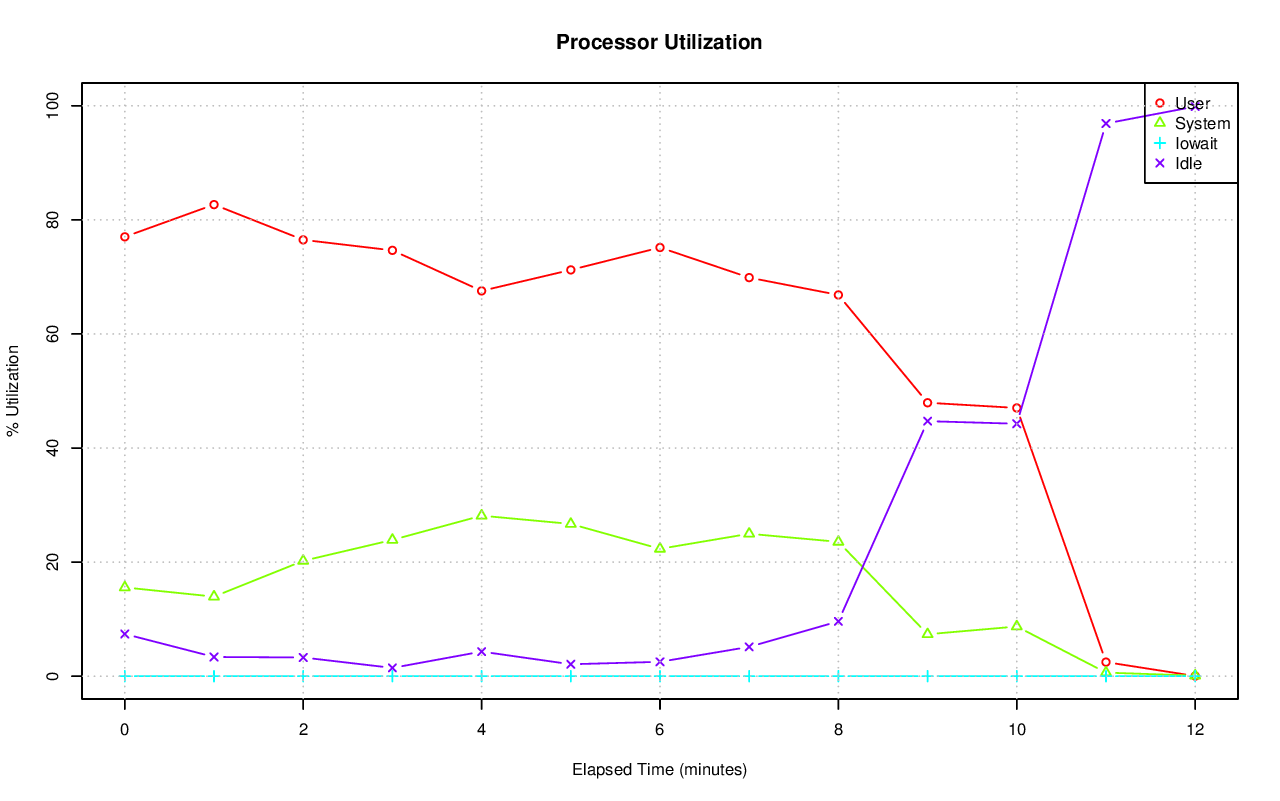 Processor Utilization
% Utilization
100
80
60
40
20
0
User
System
Iowait
Idle
0 2 4 6 8 10 12
Elapsed Time (minutes)